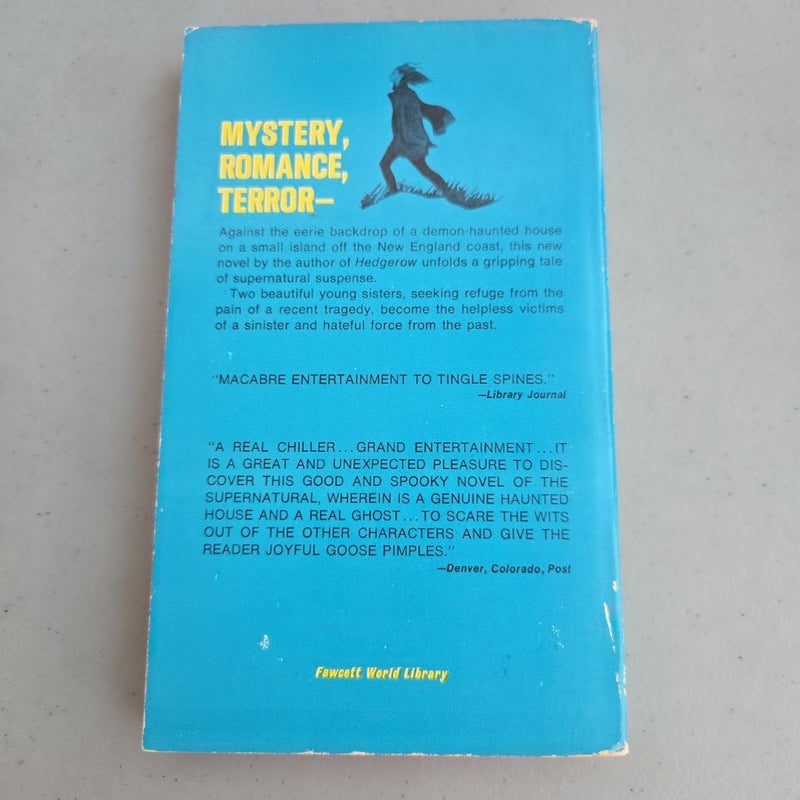 MYSTERY,
ROMANCE,
TERROR—
Against the eerie backdrop of a demon-haunted house
on a small island off the New England coast, this new
novel by the author of Hedgerow unfolds a gripping tale
of supernatural suspense.
Two beautiful young sisters, seeking refuge from the
pain of a recent tragedy, become the helpless victims
of a sinister and hateful force from the past.
“MACABRE ENTERTAINMENT TO TINGLE SPINES.”
—Library Journal
“A REAL CHILLER...GRAND ENTERTAINMENT...IT
IS A GREAT AND UNEXPECTED PLEASURE TO DIS-
COVER THIS GOOD AND SPOOKY NOVEL OF THE
SUPERNATURAL, WHEREIN IS A GENUINE HAUNTED
HOUSE AND A REAL GHOST...TO SCARE THE WITS
OUT OF THE OTHER CHARACTERS AND GIVE THE
READER JOYFUL GOOSE PIMPLES.”
—Denver, Colorado, Post
Fawcett World Library